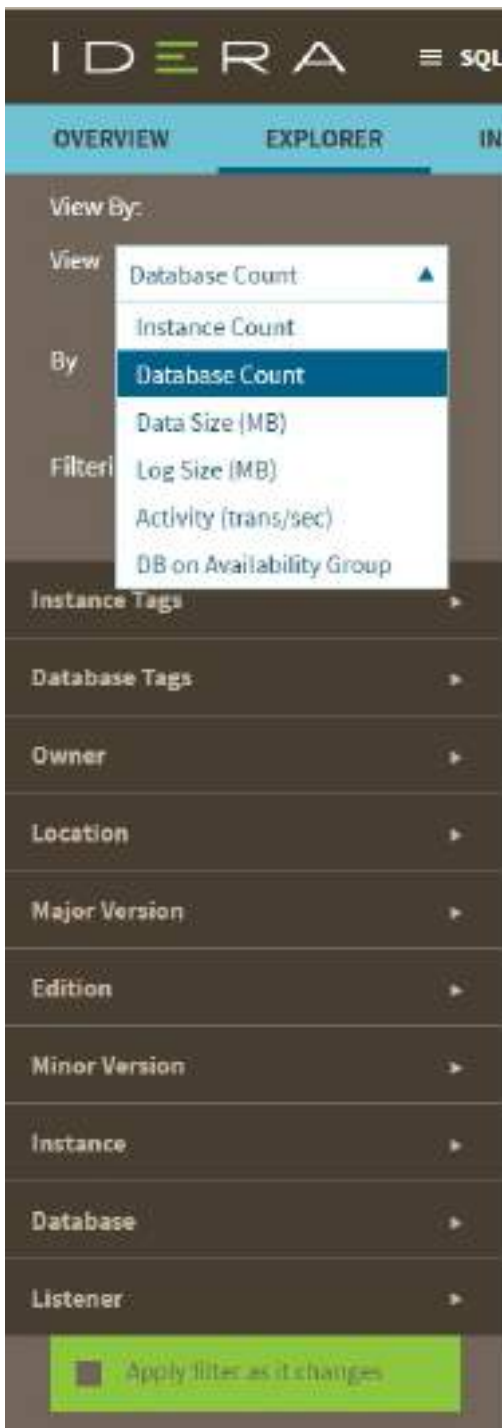 IDERA ≡ SQL
OVERVIEW EXPLORER IN
View By:
View Database Count ▲
Instance Count
By
Database Count
Data Size (MB)
Filteri
Log Size (MB)
Activity (trans/sec)
DB on Availability Group
Instance Tags
Database Tags
Owner
Location
Major Version
Edition
Minor Version
Instance
Database
Listener
Apply filter as it changes